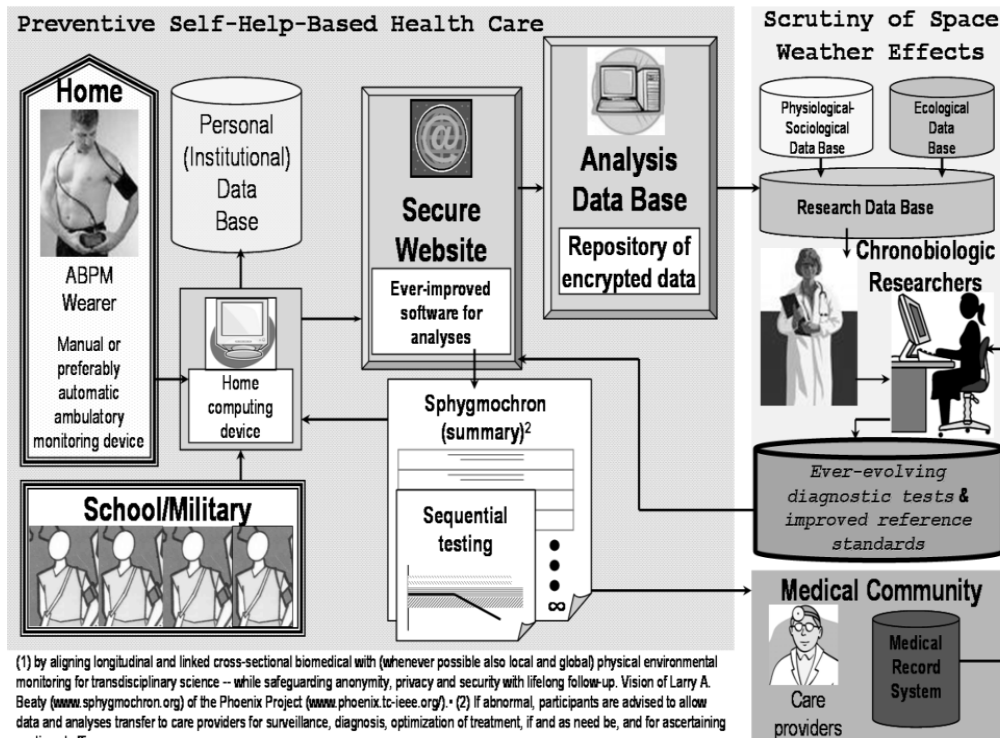 Preventive Self-Help-Based Health Care
Home
ABPM
Wearer
Manual or
preferably
automatic
ambulatory
monitoring device
Personal
(Institutional)
Data
Base
Home
computing
device
School/Military
@
Secure
Website
Ever-improved
software for
analyses
Analysis
Data Base
Repository of
encrypted data
Sphygmochron
(summary)2
Sequential
testing
∞
Scrutiny of Space
Weather Effects
Physiological-
Sociological
Data Base
Ecological
Data
Base
Research Data Base
Chronobiologic
Researchers
Ever-evolving
diagnostic tests &
improved reference
standards
Medical Community
Care
providers
Medical
Record
System
(1) by aligning longitudinal and linked cross-sectional biomedical with (whenever possible also local and global) physical environmental
monitoring for transdisciplinary science -- while safeguarding anonymity, privacy and security with lifelong follow-up. Vision of Larry A.
Beaty (www.sphygmochron.org) of the Phoenix Project (www.phoenix.tc-ieee.org/).• (2) If abnormal, participants are advised to allow
data and analyses transfer to care providers for surveillance, diagnosis, optimization of treatment, if and as need be, and for ascertaining